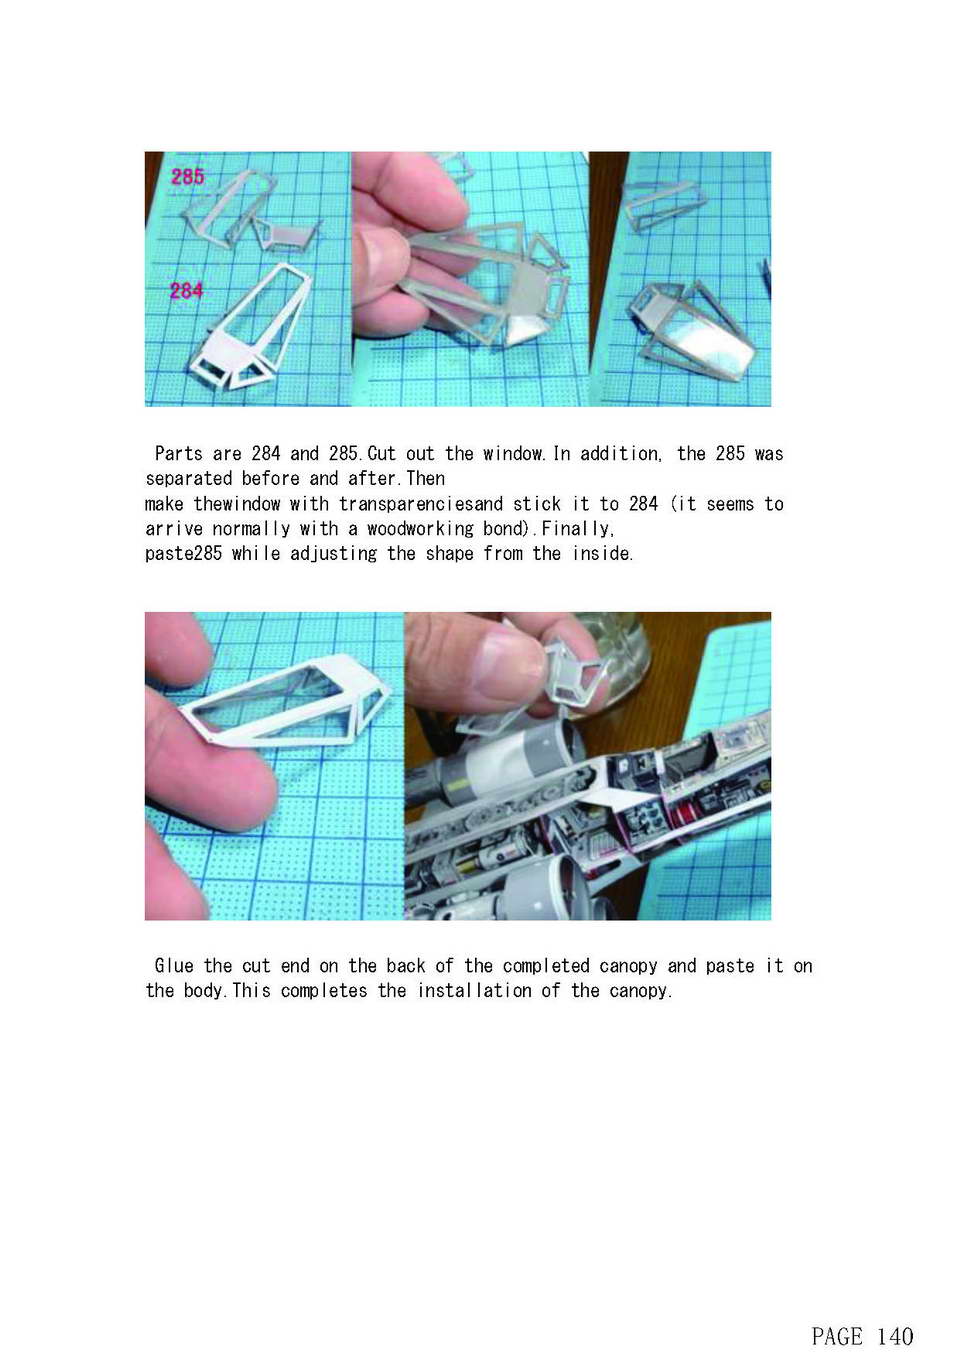 285
284
Parts are 284 and 285.Cut out the window.In addition, the 285 was
separated before and after.Then
make thewindow with transparenciesand stick it to 284 (it seems to
arrive normally with a woodworking bond).Finally,
paste285 while adjusting the shape from the inside.
Glue the cut end on the back of the completed canopy and paste it on
the body.This completes the installation of the canopy.
PAGE 140